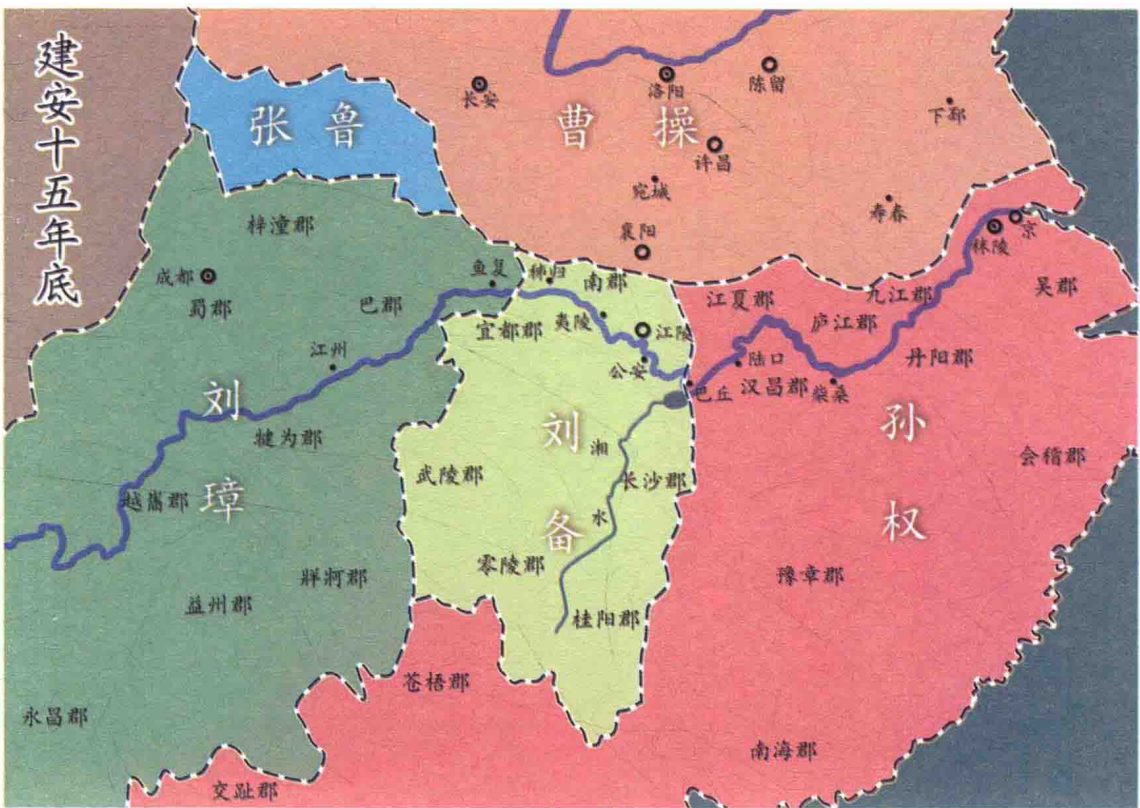 建安十五年底
张鲁
曹操
长安
洛阳
陈留
下邳
许昌
宛城
寿春
襄阳
京
秣陵
梓潼郡
成都
蜀郡
鱼复
秭归
南郡
江夏郡
九江郡
吴郡
巴郡
宜都郡
夷陵
江陵
庐江郡
江州
公安
陆口
丹阳郡
巴丘
汉昌郡
柴桑
刘璋
刘备
孙权
犍为郡
湘水
武陵郡
长沙郡
会稽郡
越嶲郡
零陵郡
牂牁郡
豫章郡
益州郡
桂阳郡
苍梧郡
永昌郡
南海郡
交趾郡